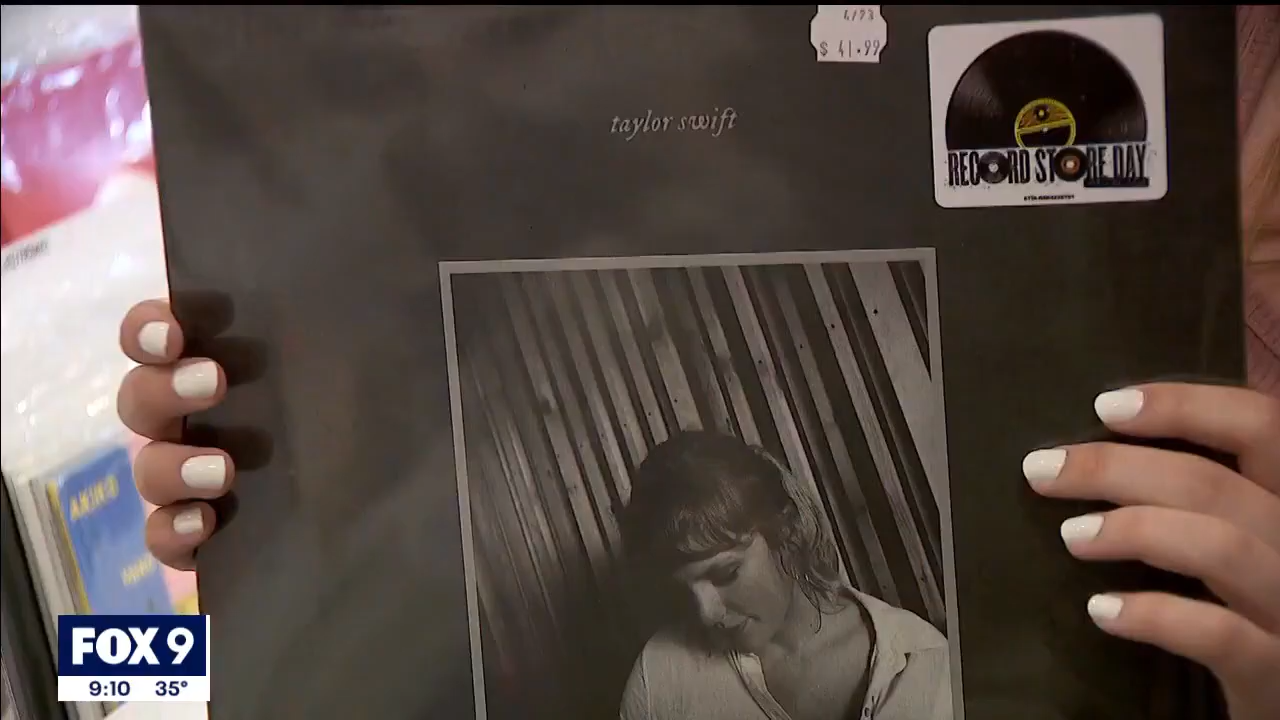 4/23
$ 41.99
taylor swift
RECORD STORE DAY
FOX 9
9:10 35°